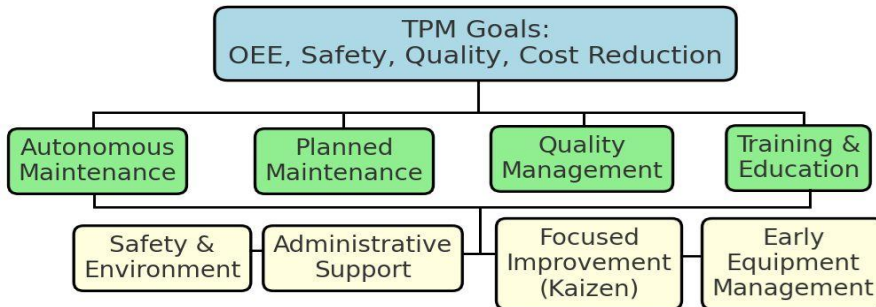 TPM Goals:
OEE, Safety, Quality, Cost Reduction
Autonomous
Maintenance
Planned
Maintenance
Quality
Management
Training &
Education
Safety &
Environment
Administrative
Support
Focused
Improvement
(Kaizen)
Early
Equipment
Management